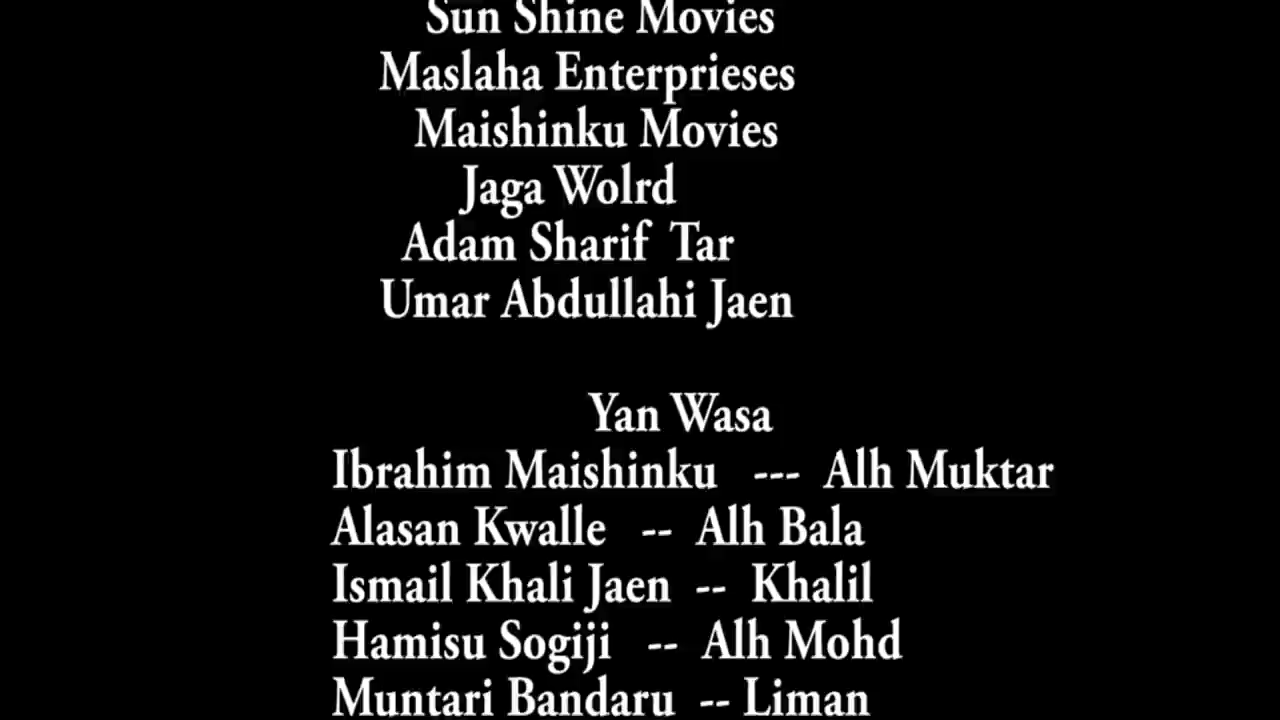 Sun Shine Movies
Maslaha Enterprieses
Maishinku Movies
Jaga Wolrd
Adam Sharif Tar
Umar Abdullahi Jaen
Yan Wasa
Ibrahim Maishinku --- Alh Muktar
Alasan Kwalle -- Alh Bala
Ismail Khali Jaen -- Khalil
Hamisu Sogiji -- Alh Mohd
Muntari Bandaru -- Liman